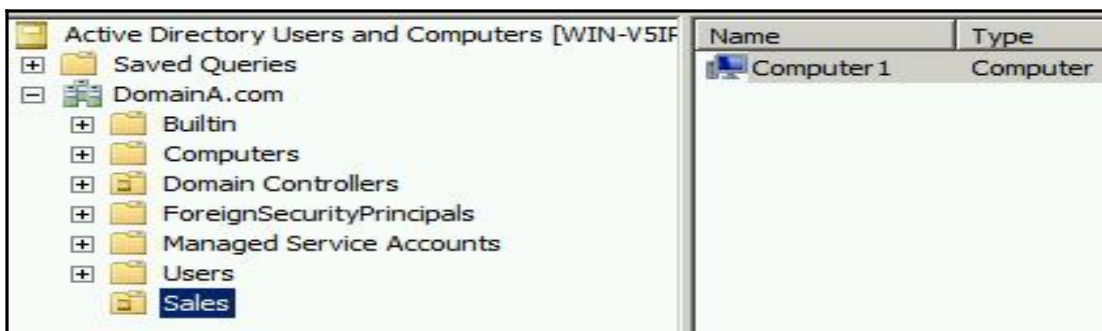 Active Directory Users and Computers [WIN-V5IF
Saved Queries
DomainA.com
Builtin
Computers
Domain Controllers
ForeignSecurityPrincipals
Managed Service Accounts
Users
Sales
Name Type
Computer1 Computer